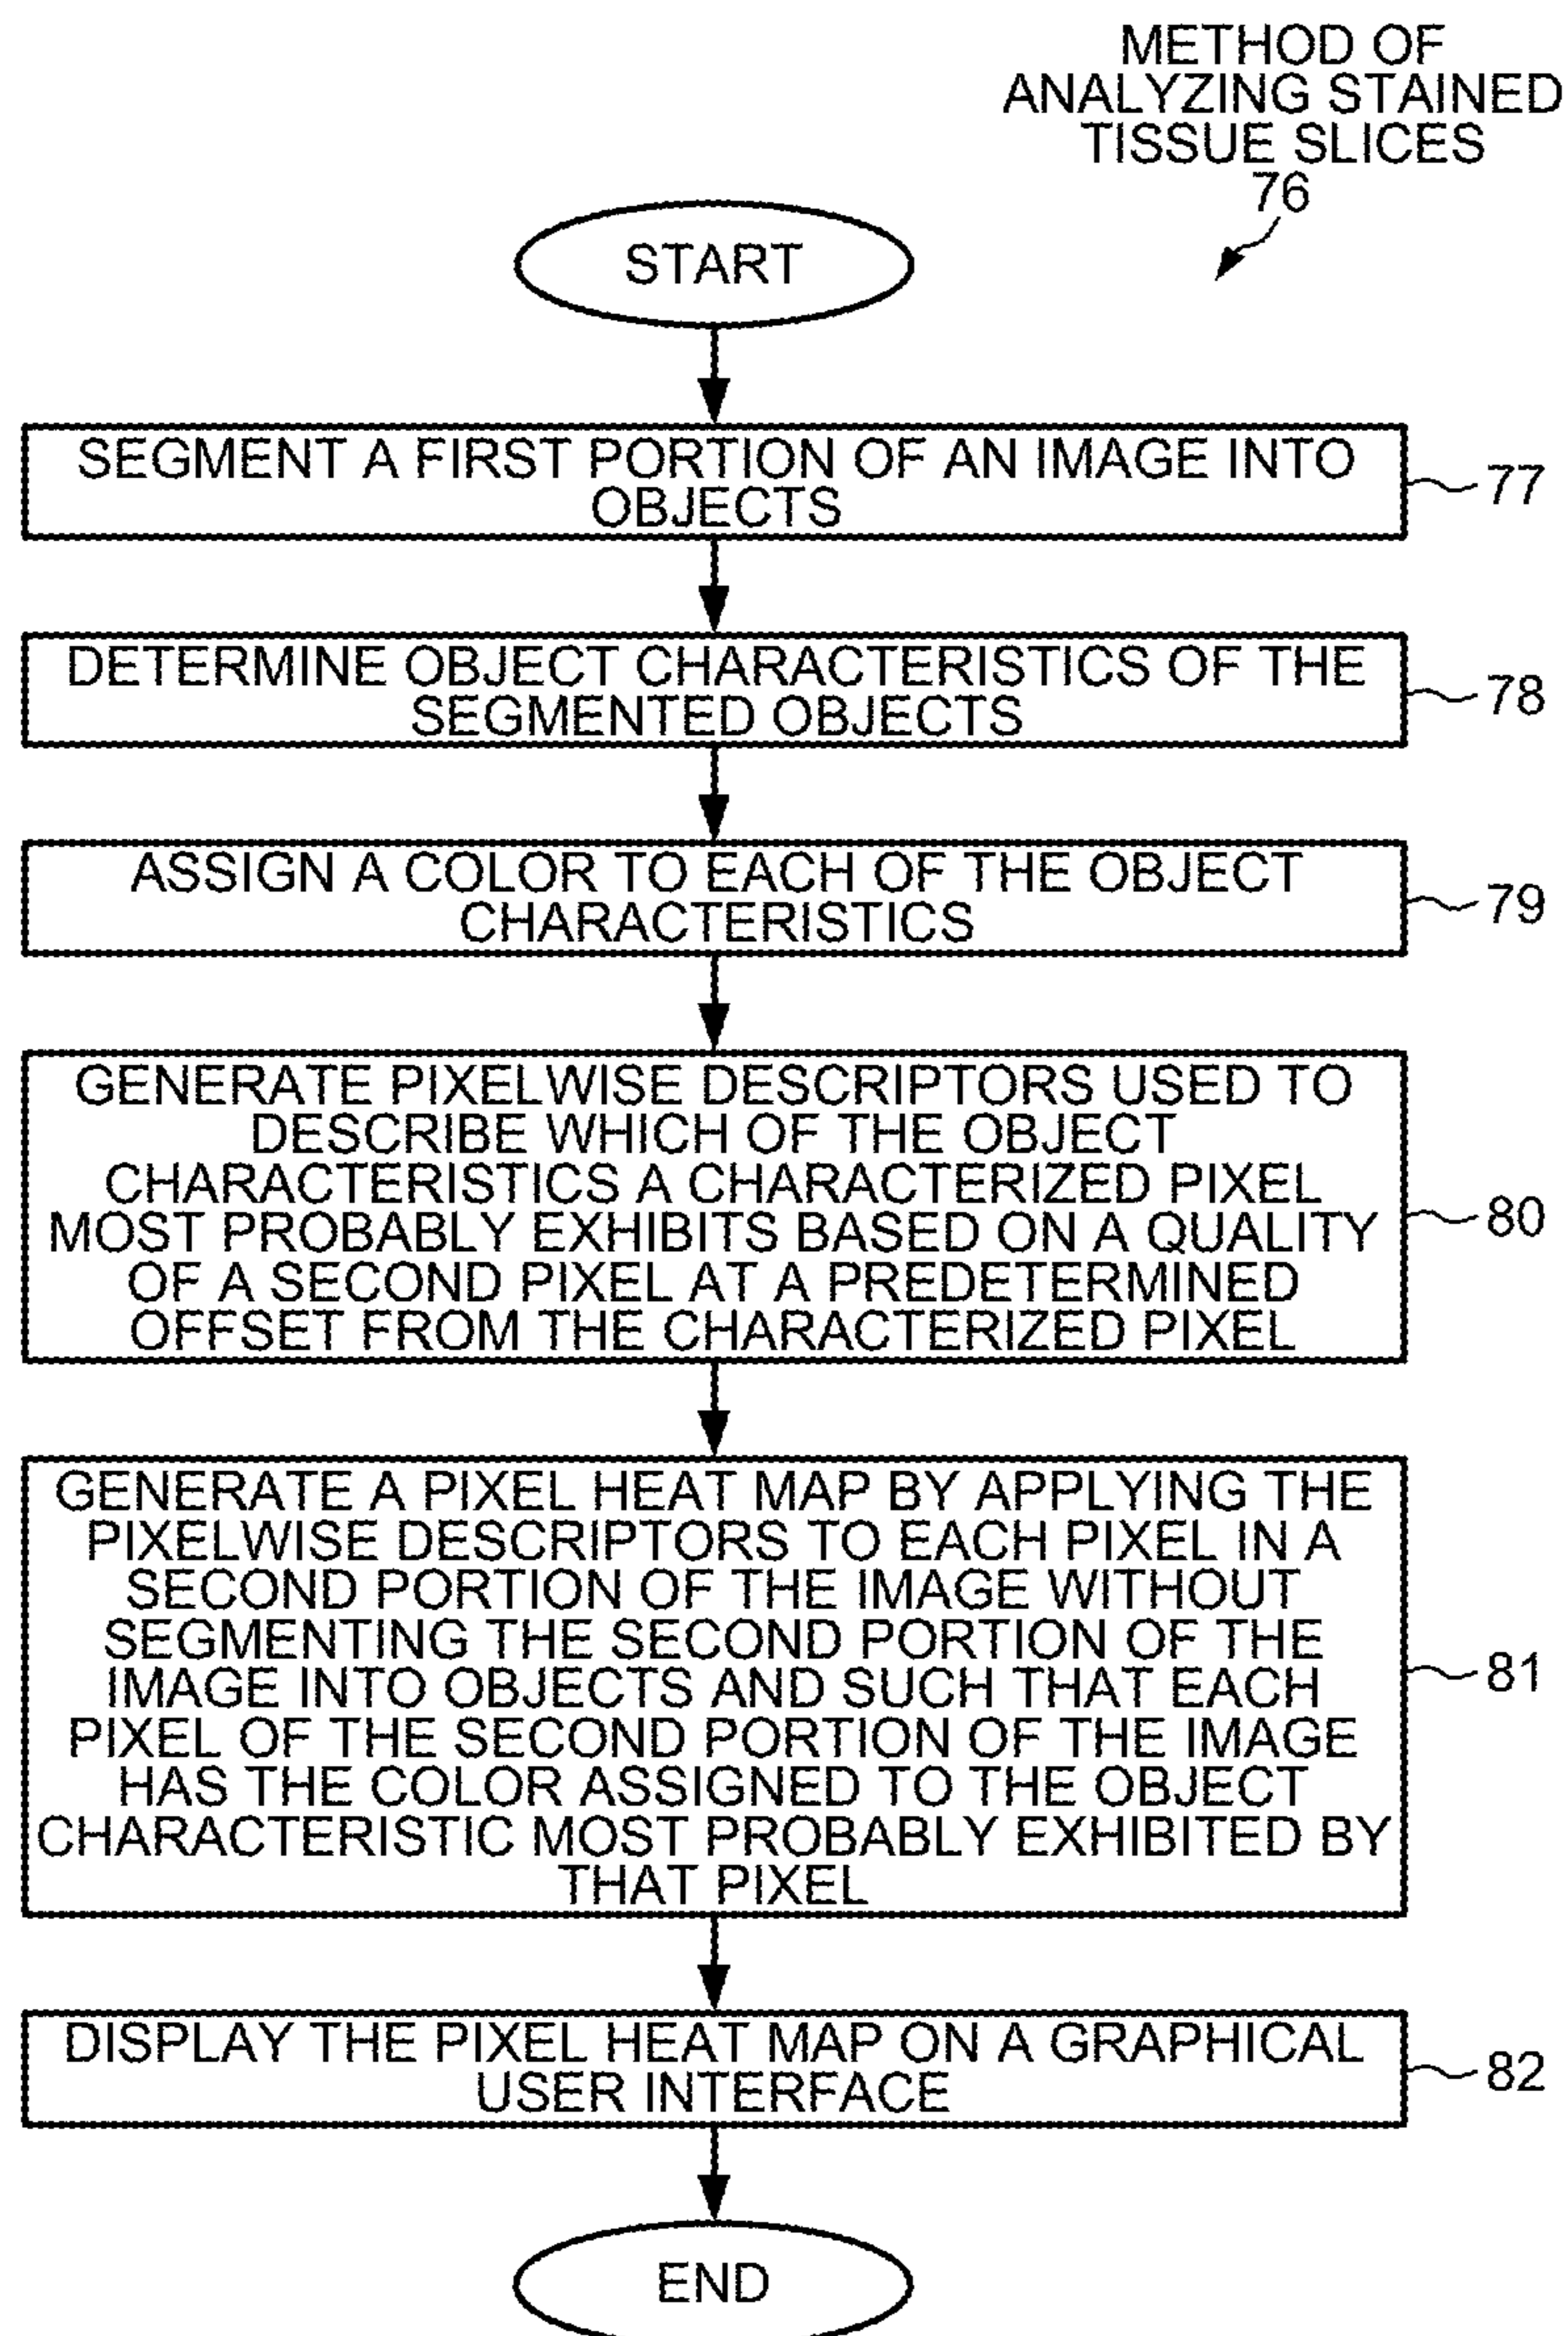 METHOD OF
ANALYZING STAINED
TISSUE SLICES
76
START
SEGMENT A FIRST PORTION OF AN IMAGE INTO
OBJECTS
77
DETERMINE OBJECT CHARACTERISTICS OF THE
SEGMENTED OBJECTS
78
ASSIGN A COLOR TO EACH OF THE OBJECT
CHARACTERISTICS
79
GENERATE PIXELWISE DESCRIPTORS USED TO
DESCRIBE WHICH OF THE OBJECT
CHARACTERISTICS A CHARACTERIZED PIXEL
MOST PROBABLY EXHIBITS BASED ON A QUALITY
OF A SECOND PIXEL AT A PREDETERMINED
OFFSET FROM THE CHARACTERIZED PIXEL
80
GENERATE A PIXEL HEAT MAP BY APPLYING THE
PIXELWISE DESCRIPTORS TO EACH PIXEL IN A
SECOND PORTION OF THE IMAGE WITHOUT
SEGMENTING THE SECOND PORTION OF THE
IMAGE INTO OBJECTS AND SUCH THAT EACH
PIXEL OF THE SECOND PORTION OF THE IMAGE
HAS THE COLOR ASSIGNED TO THE OBJECT
CHARACTERISTIC MOST PROBABLY EXHIBITED BY
THAT PIXEL
81
DISPLAY THE PIXEL HEAT MAP ON A GRAPHICAL
USER INTERFACE
82
END